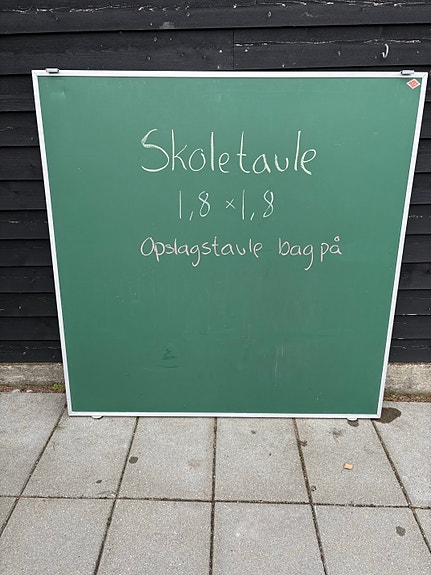 Skoletavle
1,8 × 1,8
Opslagstavle bag på